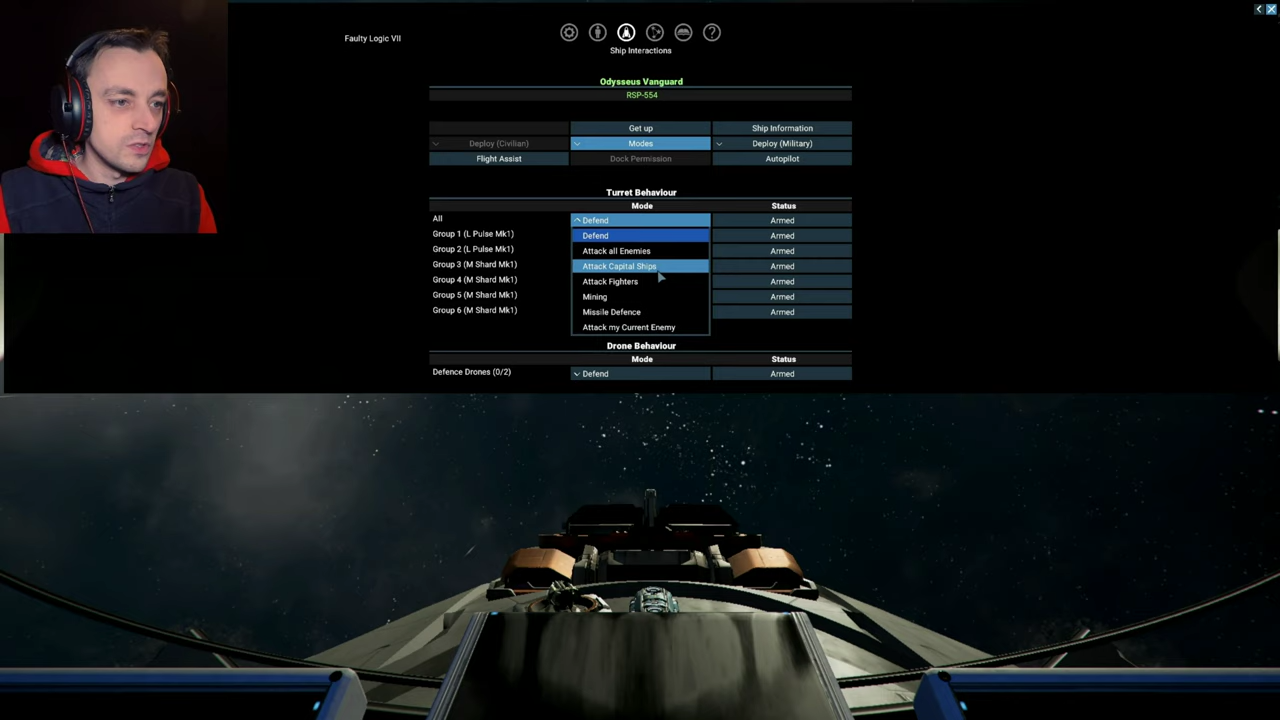 Faulty Logic VII
Ship Interactions
Odysseus Vanguard
RSP-554
Get up
Ship Information
Deploy (Civilian)
Modes
Deploy (Military)
Flight Assist
Dock Permission
Autopilot
Turret Behaviour
Mode
Status
All
Defend
Armed
Group 1 (L Pulse Mk1)
Defend
Armed
Group 2 (L Pulse Mk1)
Attack all Enemies
Armed
Group 3 (M Shard Mk1)
Attack Capital Ships
Armed
Group 4 (M Shard Mk1)
Attack Fighters
Armed
Group 5 (M Shard Mk1)
Mining
Armed
Group 6 (M Shard Mk1)
Missile Defence
Armed
Attack my Current Enemy
Drone Behaviour
Mode
Status
Defence Drones (0/2)
Defend
Armed